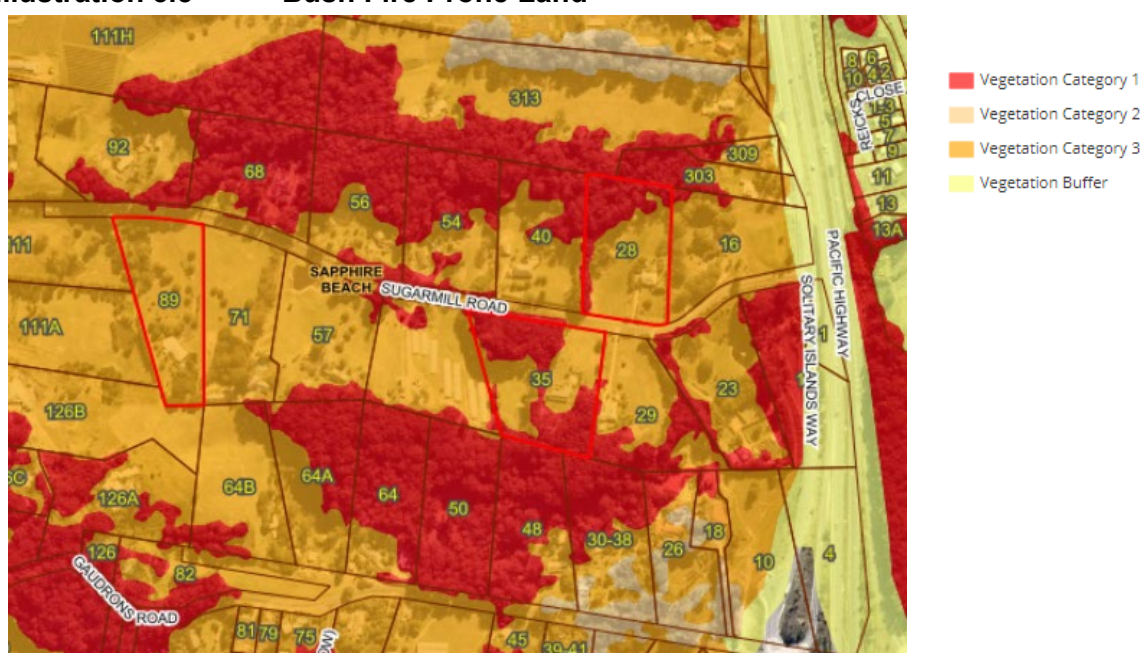 Bush Fire Prone Land
111H
313
92
68
56
54
40
28
303
309
16
8
6
10
4
2
CLOSE
REICKS
13
5
7
9
11
13
13A
111
89
71
SAPPHIRE
BEACH
SUGARMILL ROAD
111A
57
35
29
23
1
PACIFIC HIGHWAY
SOLITARY ISLANDS WAY
126B
126A
64B
64A
64
50
48
30-38
26
18
10
4
126
82
GAUDRONS ROAD
81
79
75
45
39-41
Vegetation Category 1
Vegetation Category 2
Vegetation Category 3
Vegetation Buffer